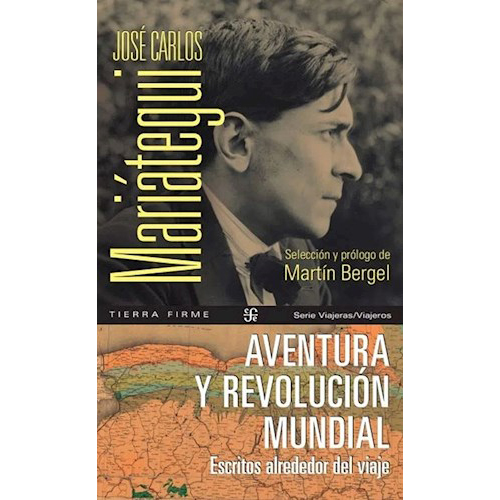 JOSÉ CARLOS
Mariátegui
Selección y prólogo de
Martín Bergel
TIERRA FIRME
Serie Viajeras/Viajeros
AVENTURA
Y REVOLUCIÓN
MUNDIAL
Escritos alrededor del viaje